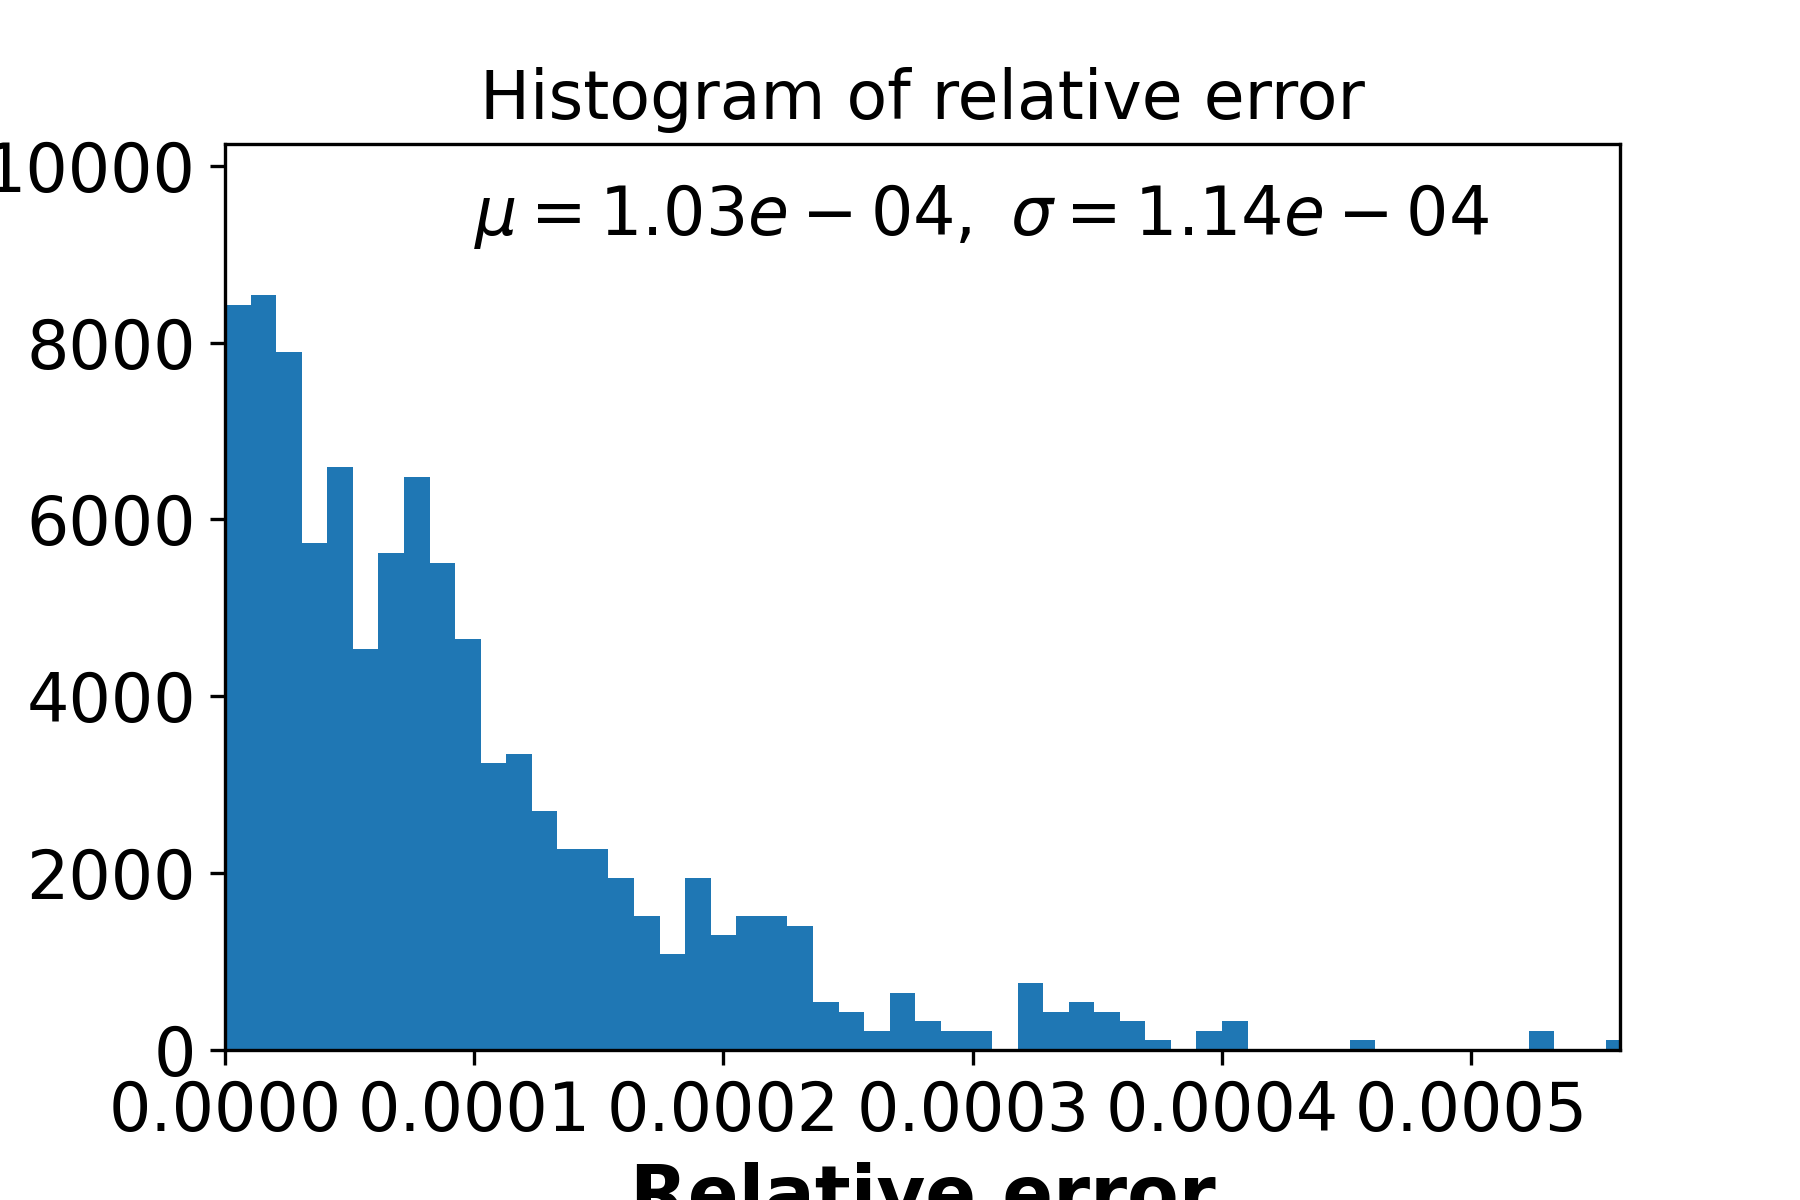 Histogram of relative error
10000
μ = 1.03e − 04, σ = 1.14e − 04
8000
6000
4000
2000
0
0.0000 0.0001 0.0002 0.0003 0.0004 0.0005
Relative error